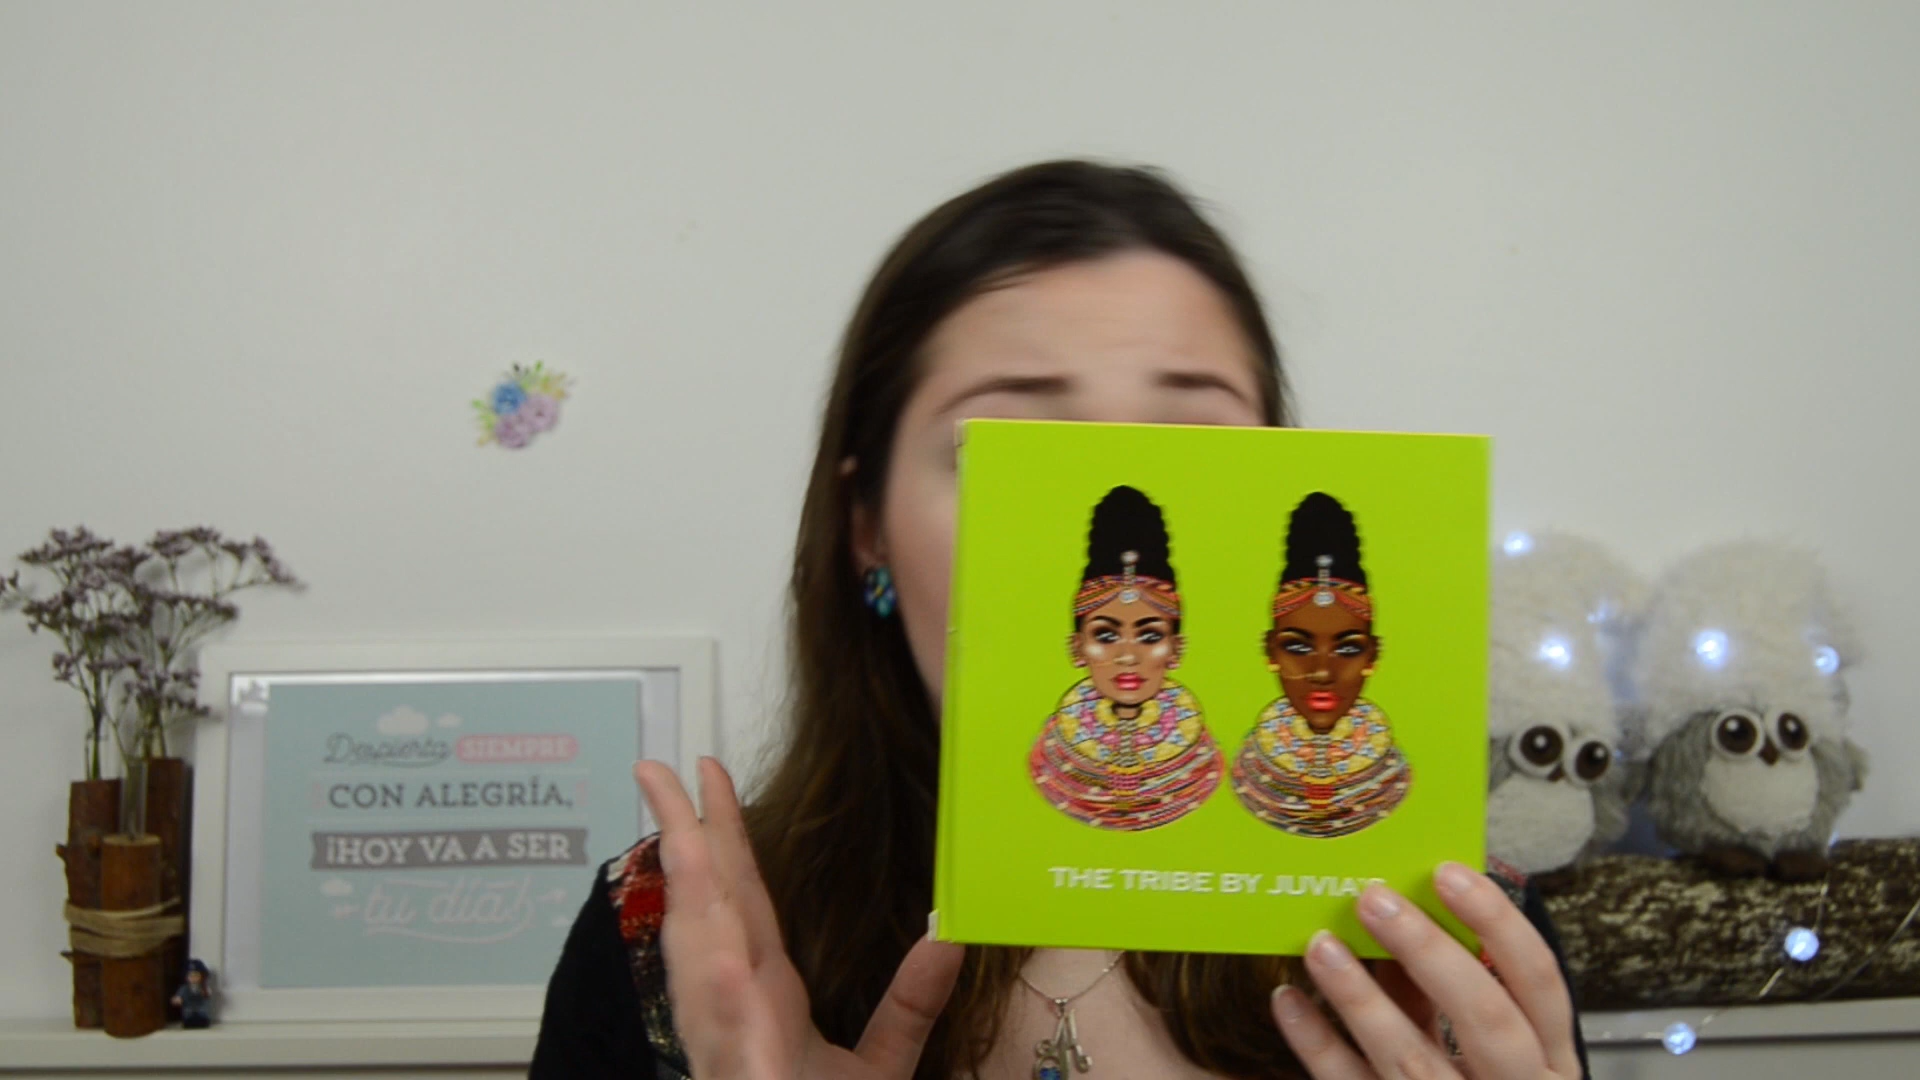 Despierta SIEMPRE
CON ALEGRÍA,
¡HOY VA A SER
tu día!
THE TRIBE BY JUVIA'S